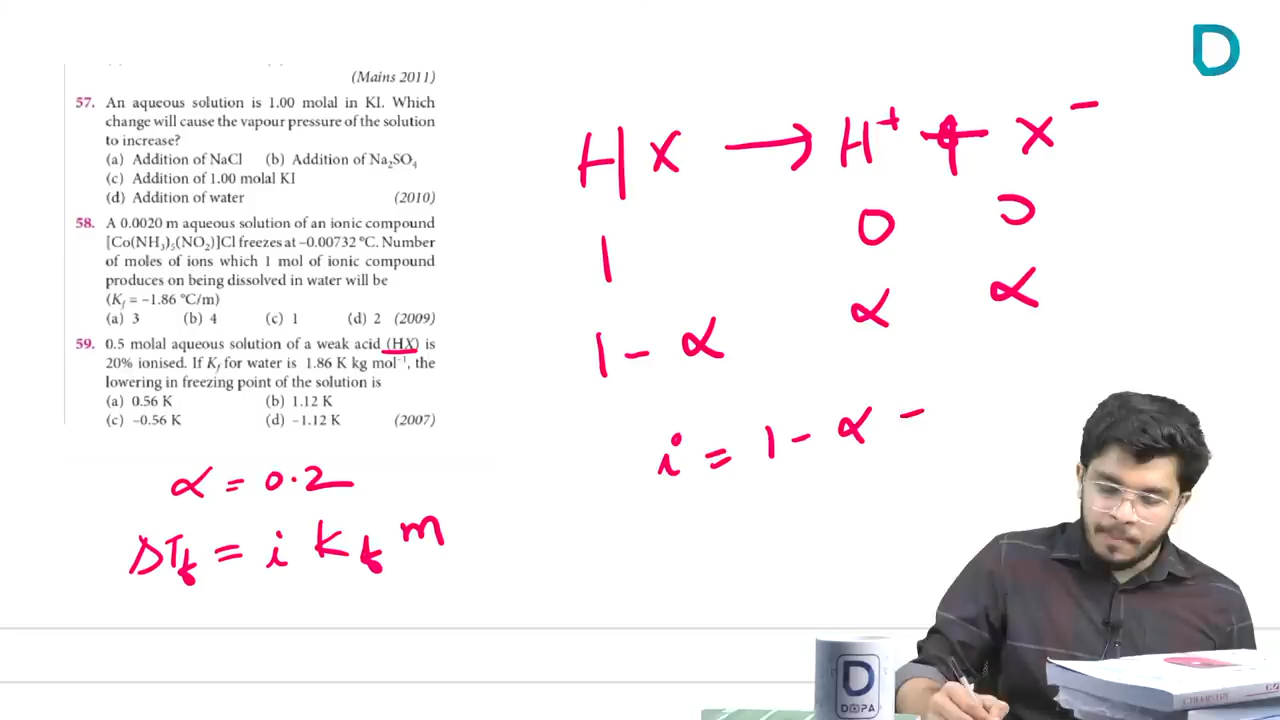 (Mains 2011)
57. An aqueous solution is 1.00 molal in KI. Which
change will cause the vapour pressure of the solution
to increase?
(a) Addition of NaCl (b) Addition of Na₂SO₄
(c) Addition of 1.00 molal KI
(d) Addition of water (2010)
58. A 0.0020 m aqueous solution of an ionic compound
[Co(NH₃)₅(NO₂)]Cl freezes at –0.00732 °C. Number
of moles of ions which 1 mol of ionic compound
produces on being dissolved in water will be
(K_f = –1.86 °C/m)
(a) 3 (b) 4 (c) 1 (d) 2 (2009)
59. 0.5 molal aqueous solution of a weak acid (HX) is
20% ionised. If K_f for water is 1.86 K kg mol⁻¹, the
lowering in freezing point of the solution is
(a) 0.56 K (b) 1.12 K
(c) –0.56 K (d) –1.12 K (2007)
α = 0.2
ΔT_f = i K_f m
HX → H⁺ + X⁻
1 0 0
1 - α α α
i = 1 - α -
D
D
DOPA
CHEMISTRY